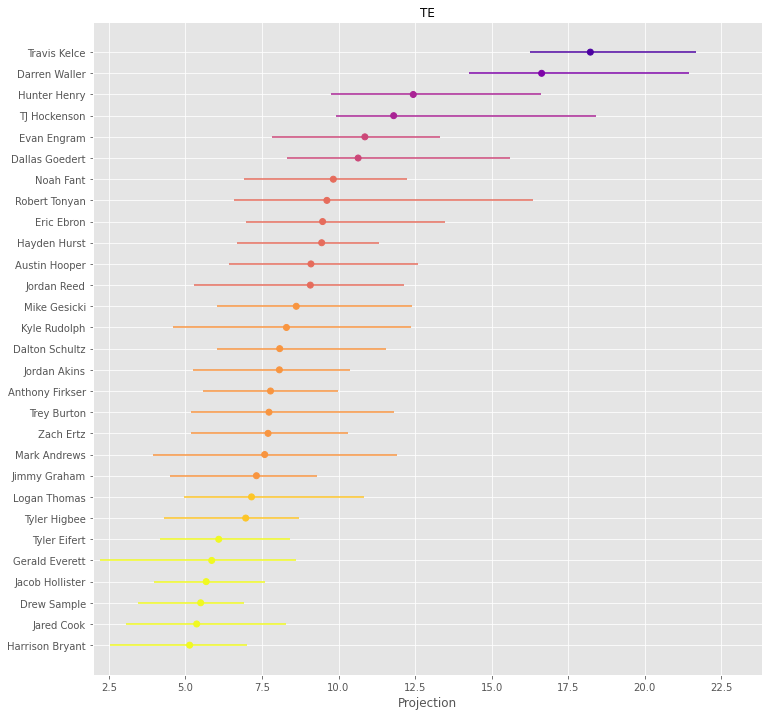 TE
Travis Kelce
Darren Waller
Hunter Henry
TJ Hockenson
Evan Engram
Dallas Goedert
Noah Fant
Robert Tonyan
Eric Ebron
Hayden Hurst
Austin Hooper
Jordan Reed
Mike Gesicki
Kyle Rudolph
Dalton Schultz
Jordan Akins
Anthony Firkser
Trey Burton
Zach Ertz
Mark Andrews
Jimmy Graham
Logan Thomas
Tyler Higbee
Tyler Eifert
Gerald Everett
Jacob Hollister
Drew Sample
Jared Cook
Harrison Bryant
2.5 5.0 7.5 10.0 12.5 15.0 17.5 20.0 22.5
Projection